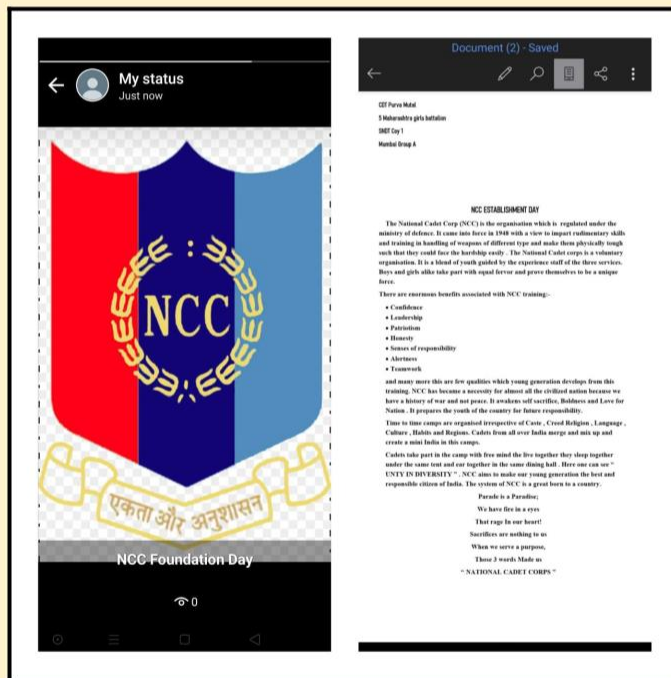 My status
Just now
NCC
एकता और अनुशासन
NCC Foundation Day
0
Document (2) - Saved
CDT Purva Mutal
5 Maharashtra girls battalion
SNDT Coy 1
Mumbai Group A
NCC ESTABLISHMENT DAY
The National Cadet Corp (NCC) is the organisation which is regulated under the
ministry of defence. It came into force in 1948 with a view to impart rudimentary skills
and training in handling of weapons of different type and make them physically tough
such that they could face the hardship easily . The National Cadet corps is a voluntary
organisation. It is a blend of youth guided by the experience staff of the three services.
Boys and girls alike take part with equal fervor and prove themselves to be a unique
force.
There are enormous benefits associated with NCC training:-
• Confidence
• Leadership
• Patriotism
• Honesty
• Senses of responsibility
• Alertness
• Teamwork
and many more this are few qualities which young generation develops from this
training. NCC has become a necessity for almost all the civilized nation because we
have a history of war and not peace. It awakens self sacrifice, Boldness and Love for
Nation . It prepares the youth of the country for future responsibility.
Time to time camps are organised irrespective of Caste , Creed Religion , Language ,
Culture , Habits and Regions. Cadets from all over India merge and mix up and
create a mini India in this camps.
Cadets take part in the camp with free mind the live together they sleep together
under the same tent and ear together in the same dining hall . Here one can see "
UNTY IN DIVERSITY " . NCC aims to make our young generation the best and
responsible citizen of India. The system of NCC is a great born to a country.
Parade is a Paradise;
We have fire in a eyes
That rage In our heart!
Sacrifices are nothing to us
When we serve a purpose,
Those 3 words Made us
" NATIONAL CADET CORPS "